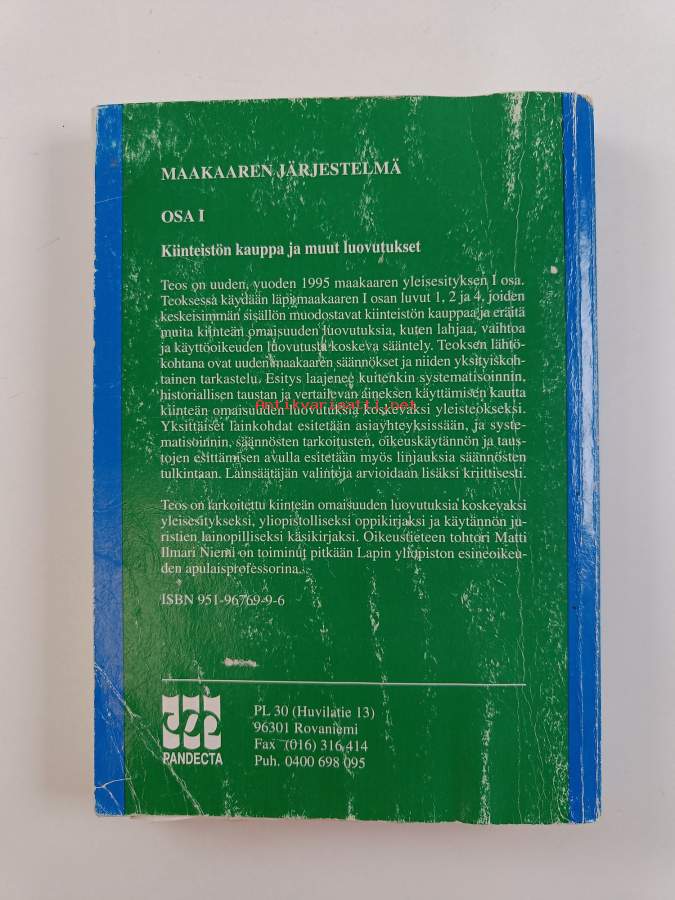 MAAKAAREN JÄRJESTELMÄ
OSA I
Kiinteistön kauppa ja muut luovutukset
Teos on uuden, vuoden 1995 maakaaren yleisesityksen I osa.
Teoksessa käydään läpi maakaaren I osan luvut 1, 2 ja 4, joiden
keskeisimmän sisällön muodostavat kiinteistön kauppaa ja eräitä
muita kiinteän omaisuuden luovutuksia, kuten lahjaa, vaihtoa
ja käyttöoikeuden luovutusta koskeva sääntely. Teoksen lähtö-
kohtana ovat uuden maakaaren säännökset ja niiden yksityiskoh-
tainen tarkastelu. Esitys laajenee kuitenkin systematisoinnin,
historiallisen taustan ja vertailevan aineksen käyttämisen kautta
kiinteän omaisuuden luovutuksia koskevaksi yleisteokseksi.
Antikvariaatti.net
Yksittäiset lainkohdat esitetään asiayhteyksissään, ja syste-
matisoinnin, säännösten tarkoitusten, oikeuskäytännön ja taus-
tojen esittämisen avulla esitetään myös linjauksia säännösten
tulkintaan. Lainsäätäjän valintoja arvioidaan lisäksi kriittisesti.
Teos on tarkoitettu kiinteän omaisuuden luovutuksia koskevaksi
yleisesitykseksi, yliopistolliseksi oppikirjaksi ja käytännön ju-
ristien lainopilliseksi käsikirjaksi. Oikeustieteen tohtori Matti
Ilmari Niemi on toiminut pitkään Lapin yliopiston esineoikeu-
den apulaisprofessorina.
ISBN 951-96769-9-6
PANDECTA
PL 30 (Huvilatie 13)
96301 Rovaniemi
Fax (016) 316 414
Puh. 0400 698 095